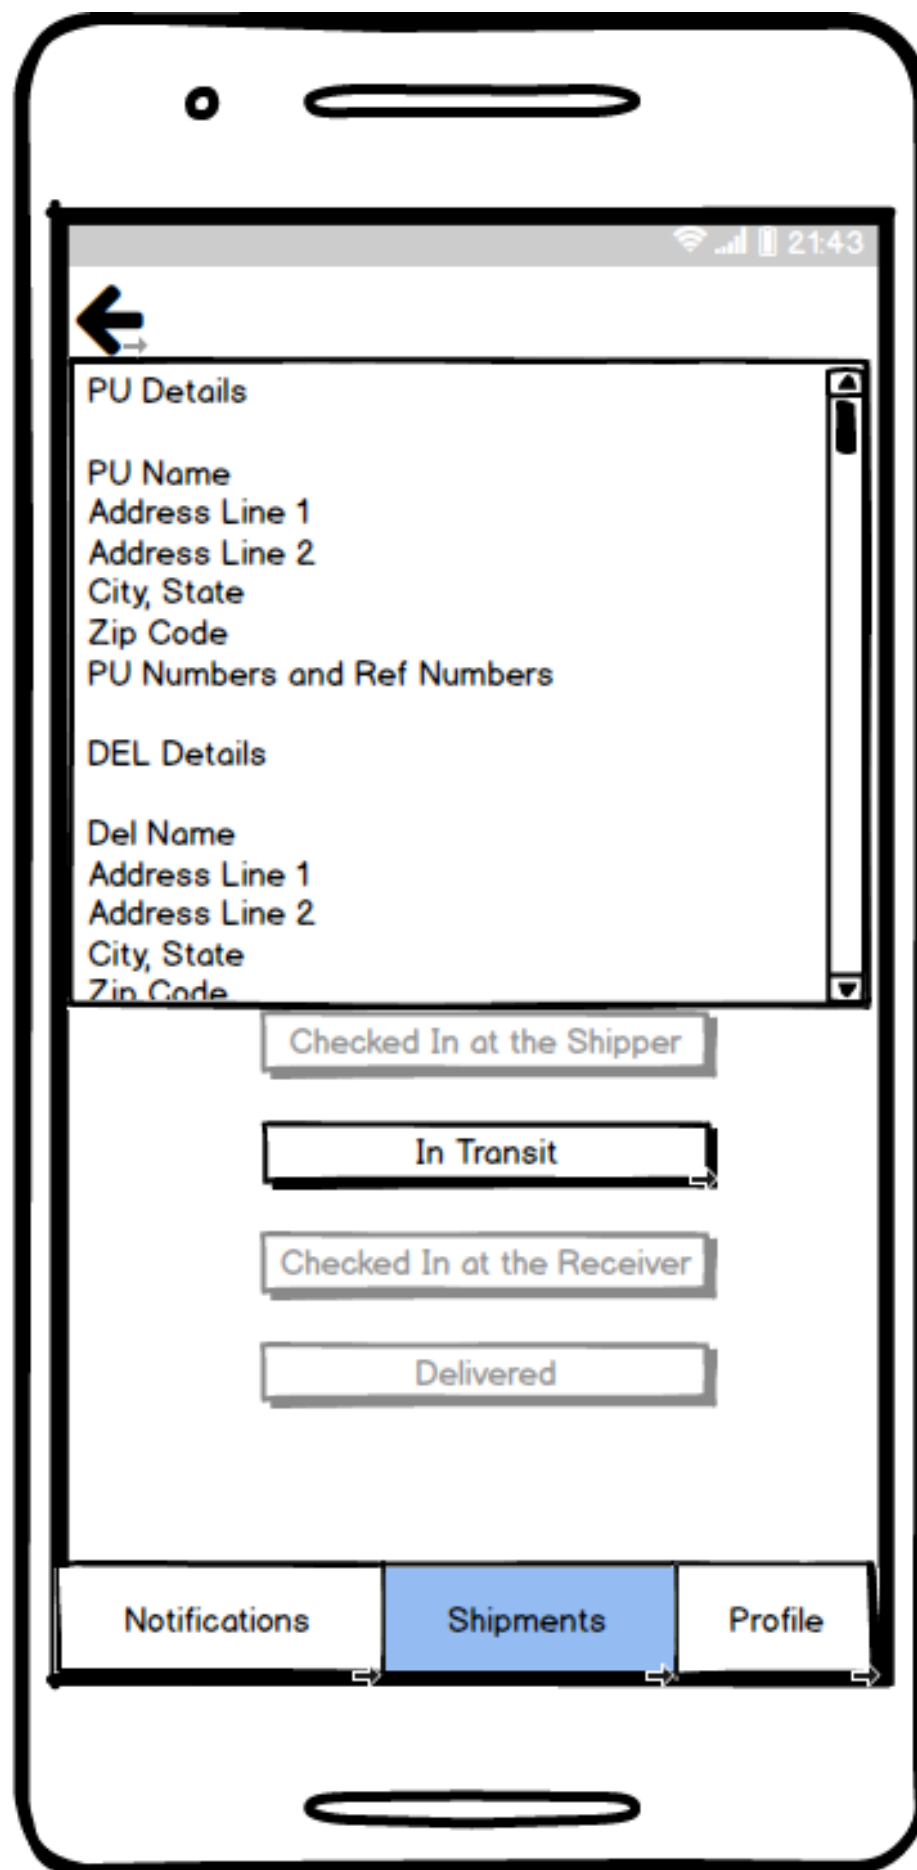 21:43
PU Details
PU Name
Address Line 1
Address Line 2
City, State
Zip Code
PU Numbers and Ref Numbers
DEL Details
Del Name
Address Line 1
Address Line 2
City, State
Zip Code
Checked In at the Shipper
In Transit
Checked In at the Receiver
Delivered
Notifications Shipments Profile